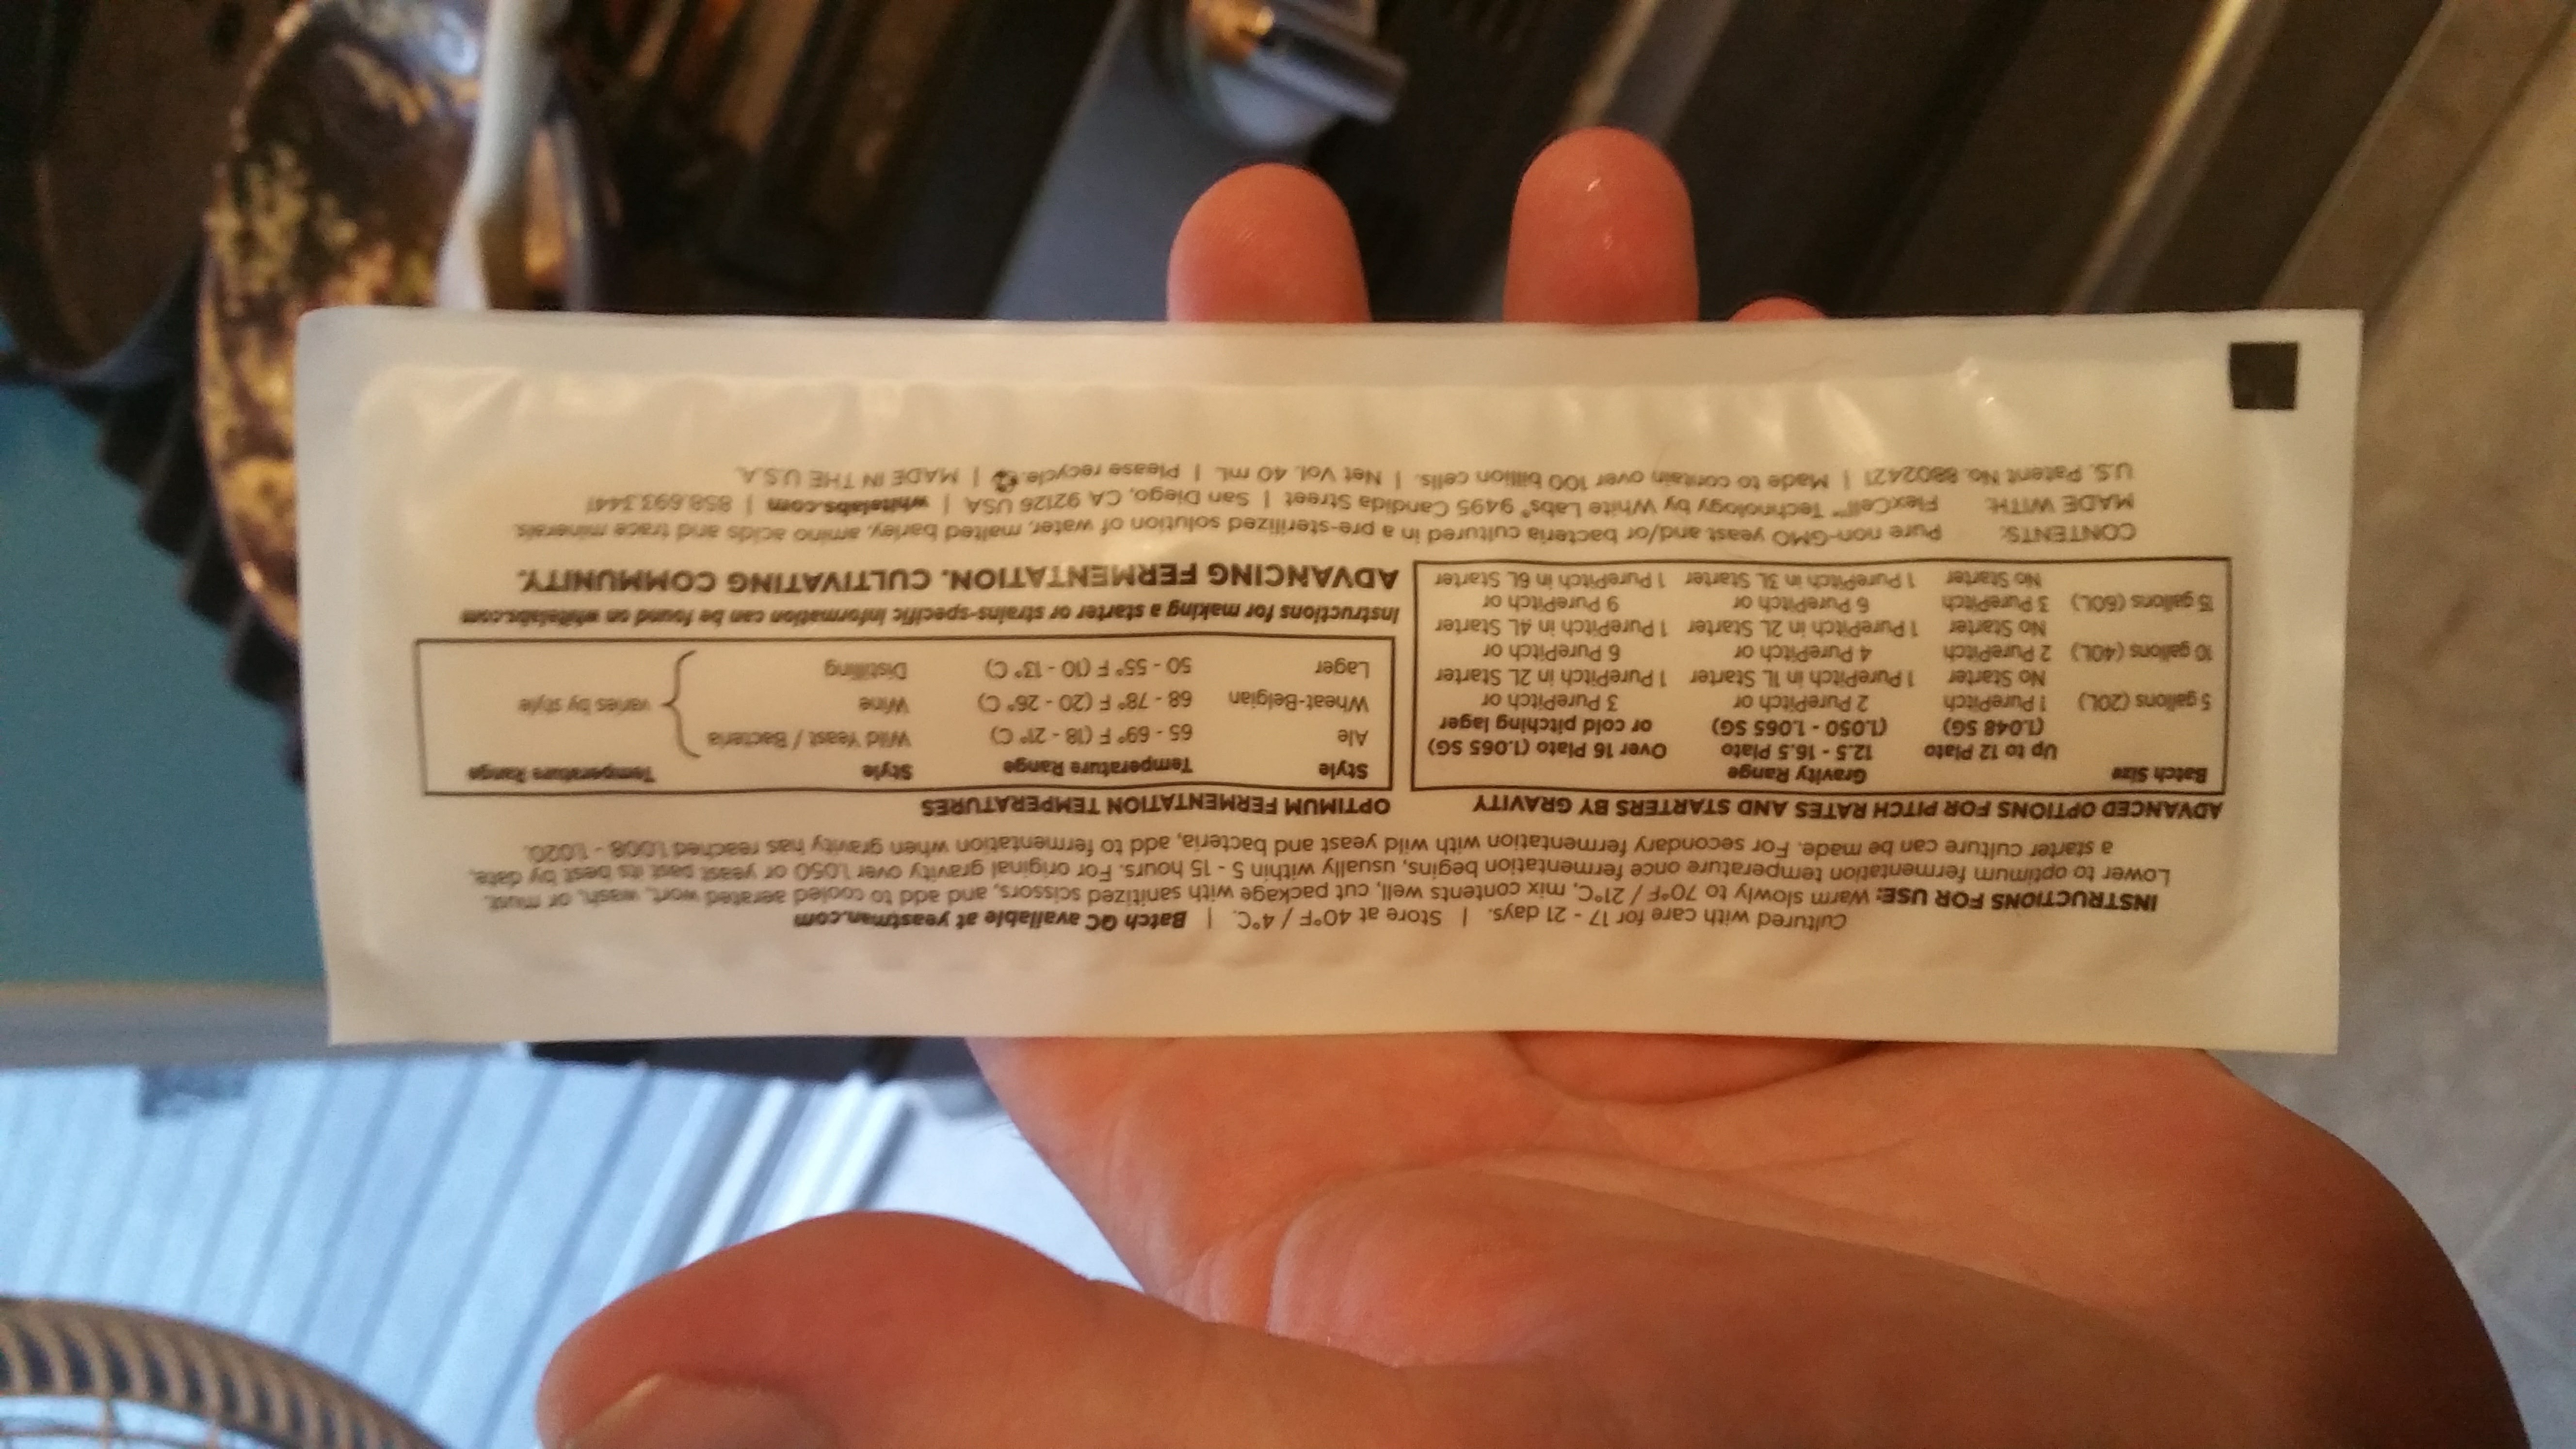 Cultured with care for 17 - 21 days. | Store at 40°F / 4°C. | Batch QC available at yeastman.com
INSTRUCTIONS FOR USE: Warm slowly to 70°F / 21°C, mix contents well, cut package with sanitized scissors, and add to cooled aerated wort, wash, or must.
Lower to optimum fermentation temperature once fermentation begins, usually within 5 - 15 hours. For original gravity over 1.050 or yeast past its best by date,
a starter culture can be made. For secondary fermentation with wild yeast and bacteria, add to fermentation when gravity has reached 1.008 - 1.020.
ADVANCED OPTIONS FOR PITCH RATES AND STARTERS BY GRAVITY
Batch Size Gravity Range
Up to 12 Plato 12.5 - 16.5 Plato Over 16 Plato (1.065 SG)
(1.048 SG) (1.050 - 1.065 SG) or cold pitching lager
5 gallons (20L) 1 PurePitch 2 PurePitch or 3 PurePitch or
No Starter 1 PurePitch in 1L Starter 1 PurePitch in 2L Starter
10 gallons (40L) 2 PurePitch 4 PurePitch or 6 PurePitch or
No Starter 1 PurePitch in 2L Starter 1 PurePitch in 4L Starter
15 gallons (60L) 3 PurePitch 6 PurePitch or 9 PurePitch or
No Starter 1 PurePitch in 3L Starter 1 PurePitch in 6L Starter
OPTIMUM FERMENTATION TEMPERATURES
Style Temperature Range Style Temperature Range
Ale 65 - 69° F (18 - 21° C) Wild Yeast / Bacteria
Wheat-Belgian 68 - 78° F (20 - 26° C) Wine varies by style
Lager 50 - 55° F (10 - 13° C) Distilling
Instructions for making a starter or strains-specific information can be found on whitelabs.com
ADVANCING FERMENTATION. CULTIVATING COMMUNITY.
CONTENTS: Pure non-GMO yeast and/or bacteria cultured in a pre-sterilized solution of water, malted barley, amino acids and trace minerals.
MADE WITH: FlexCell™ Technology by White Labs® 9495 Candida Street | San Diego, CA 92126 USA | whitelabs.com | 858.693.3441
U.S. Patent No. 8802421 | Made to contain over 100 billion cells. | Net Vol. 40 mL | Please recycle. | MADE IN THE U.S.A.